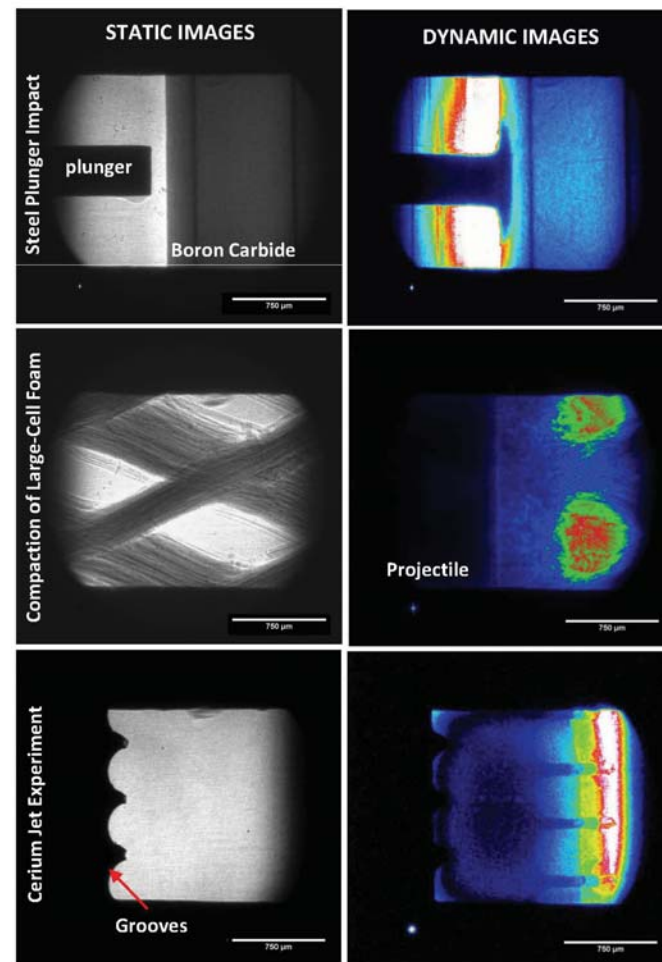 STATIC IMAGES
DYNAMIC IMAGES
Steel Plunger Impact
plunger
Boron Carbide
750 µm
750 µm
Compaction of Large-Cell Foam
750 µm
Projectile
750 µm
Cerium Jet Experiment
Grooves
750 µm
750 µm